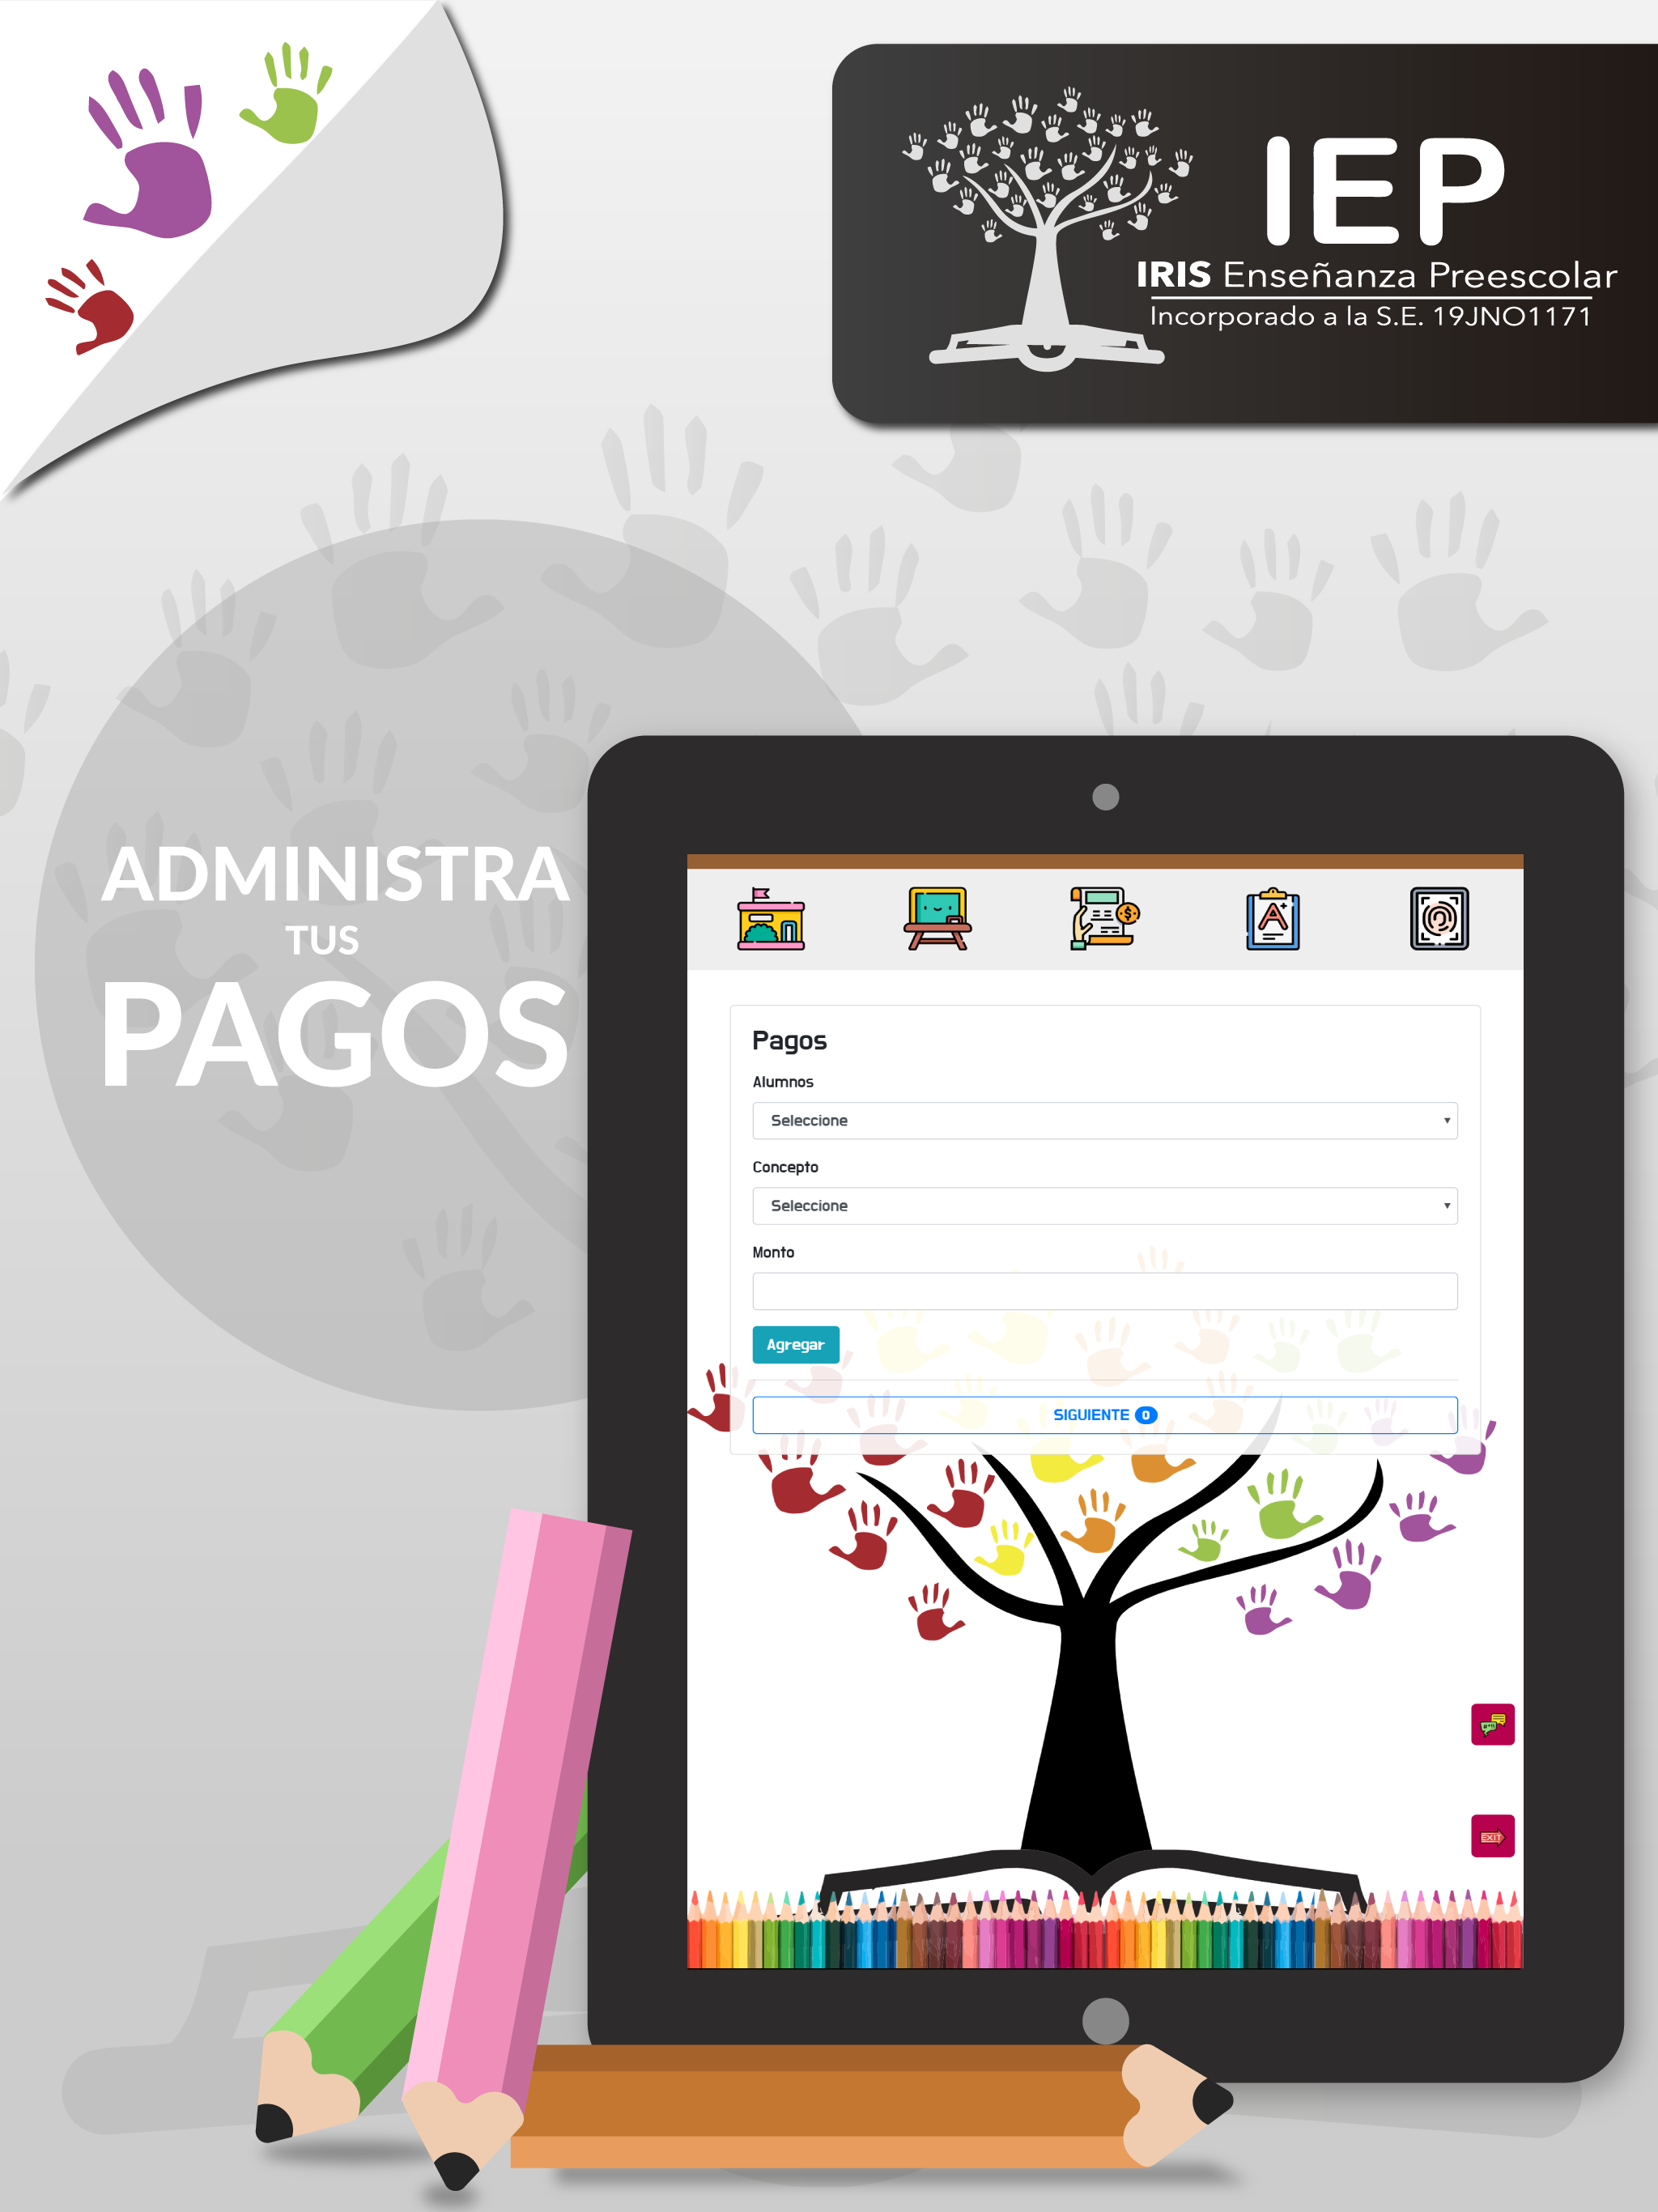 IEP
IRIS Enseñanza Preescolar
Incorporado a la S.E. 19JNO1171
ADMINISTRA
TUS
PAGOS
A+
$
Pagos
Alumnos
Seleccione
Concepto
Seleccione
Monto
Agregar
SIGUIENTE 0
EXIT